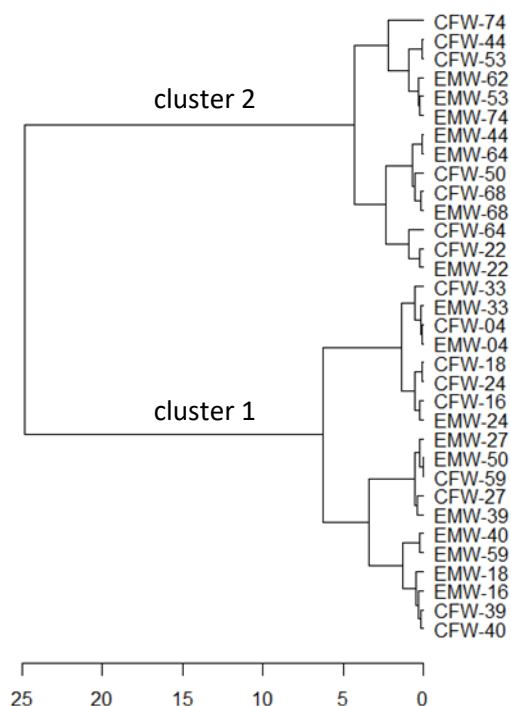 CFW-74
CFW-44
CFW-53
EMW-62
cluster 2
EMW-53
EMW-74
EMW-44
EMW-64
CFW-50
CFW-68
EMW-68
CFW-64
CFW-22
EMW-22
CFW-33
EMW-33
CFW-04
EMW-04
CFW-18
CFW-24
cluster 1
CFW-16
EMW-24
EMW-27
EMW-50
CFW-59
CFW-27
EMW-39
EMW-40
EMW-59
EMW-18
EMW-16
CFW-39
CFW-40
25 20 15 10 5 0